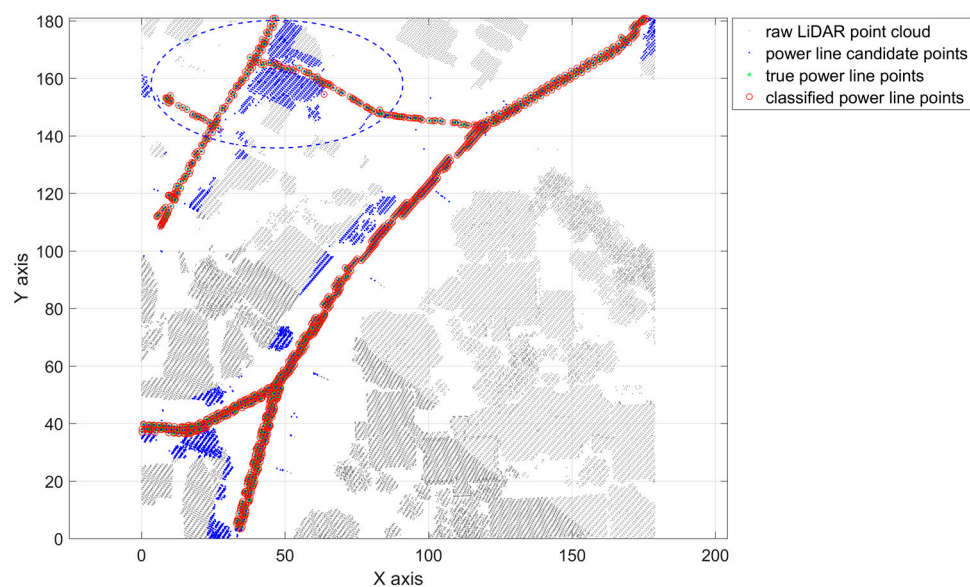 180
160
140
120
100
80
60
40
20
0
Y axis
0
50
100
150
200
X axis
raw LiDAR point cloud
power line candidate points
true power line points
classified power line points